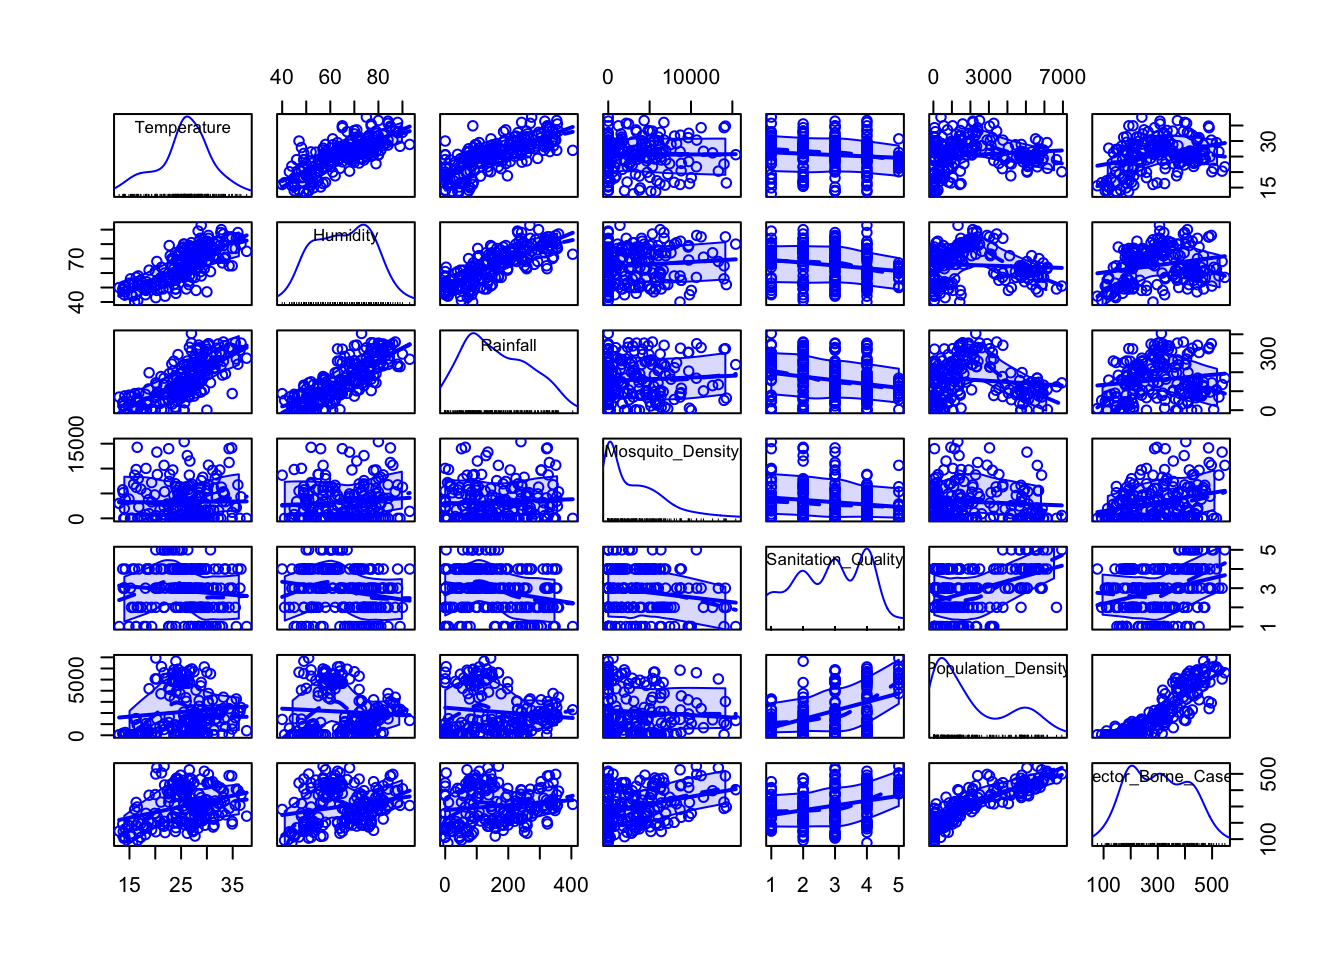 40 60 80
0 10000
0 3000 7000
Temperature
15 30
40 70
Humidity
Rainfall
0 300
0 15000
Mosquito_Density
Sanitation_Quality
1 3 5
0 5000
Population_Density
ector_Borne_Case
100 500
15 25 35
0 200 400
1 2 3 4 5
100 300 500